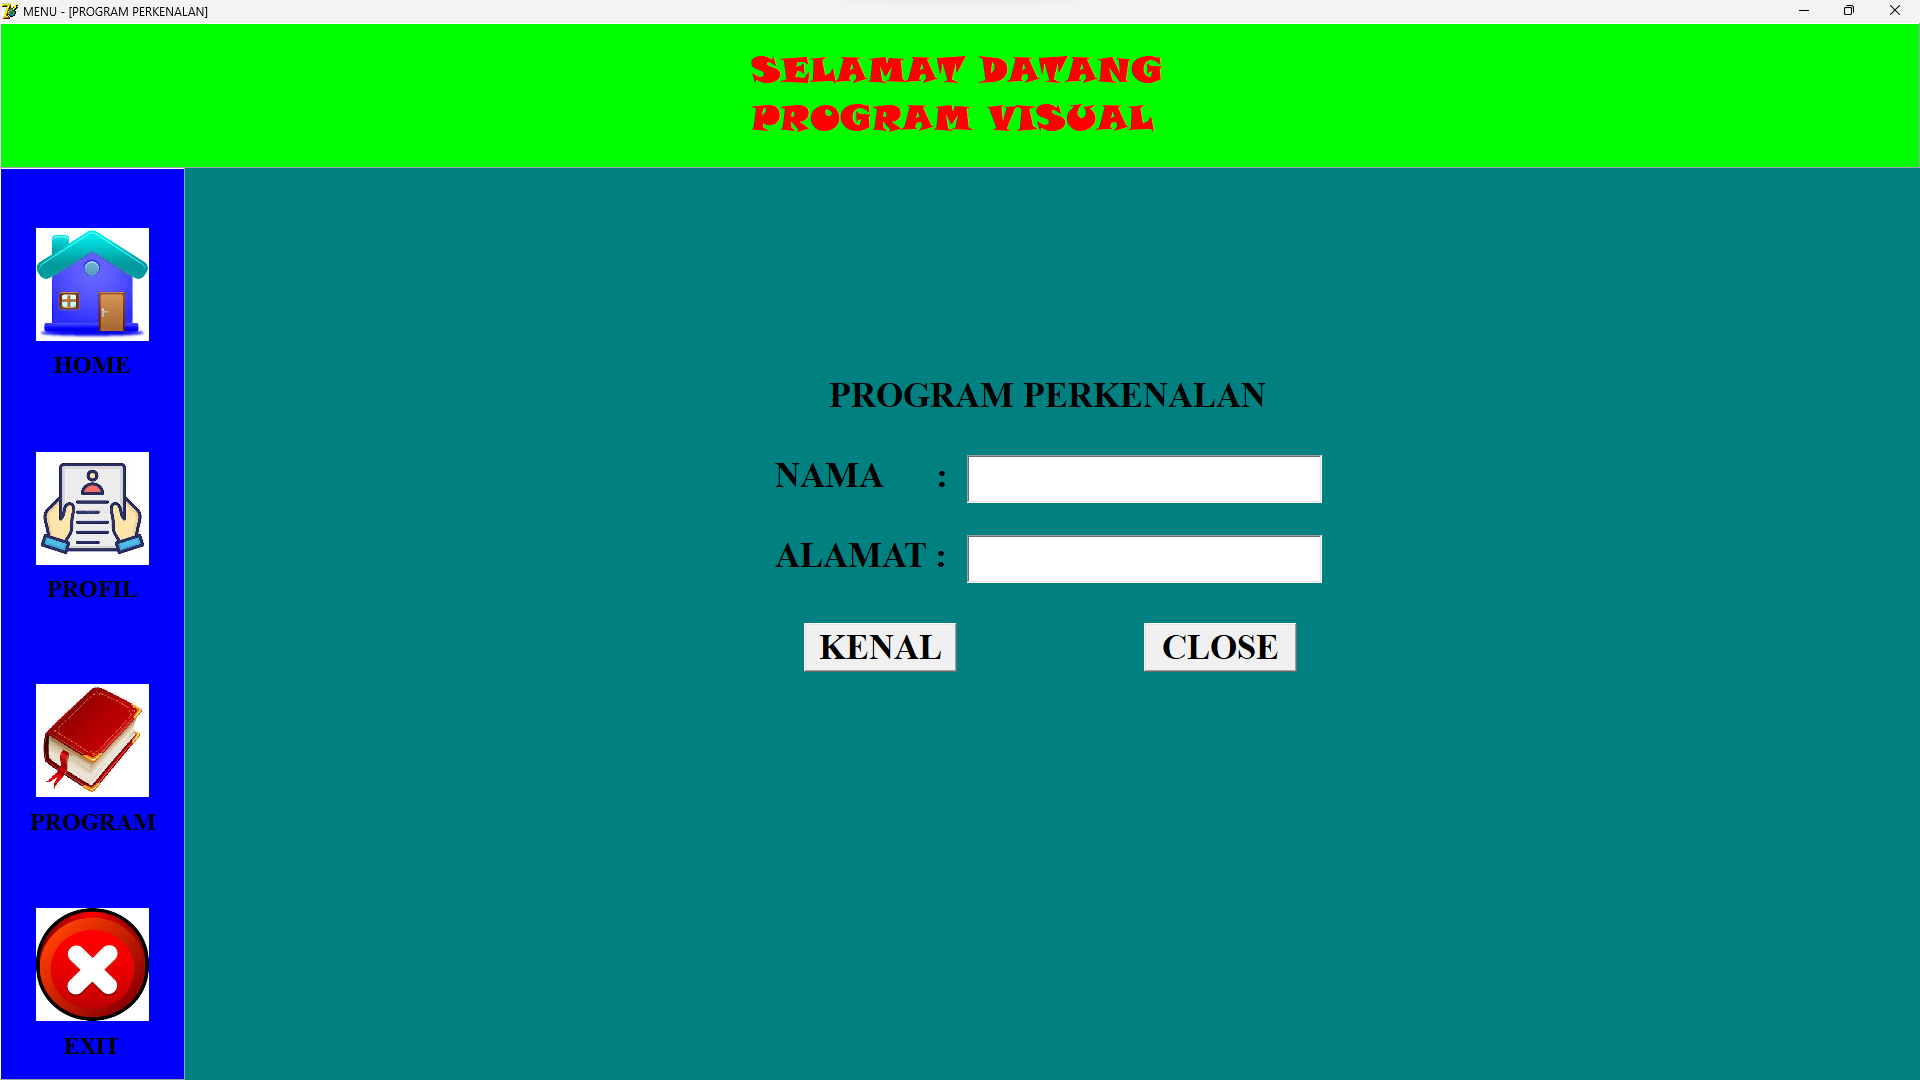 MENU - [PROGRAM PERKENALAN]
SELAMAT DATANG
PROGRAM VISUAL
HOME
PROFIL
PROGRAM
EXIT
PROGRAM PERKENALAN
NAMA :
ALAMAT :
KENAL CLOSE